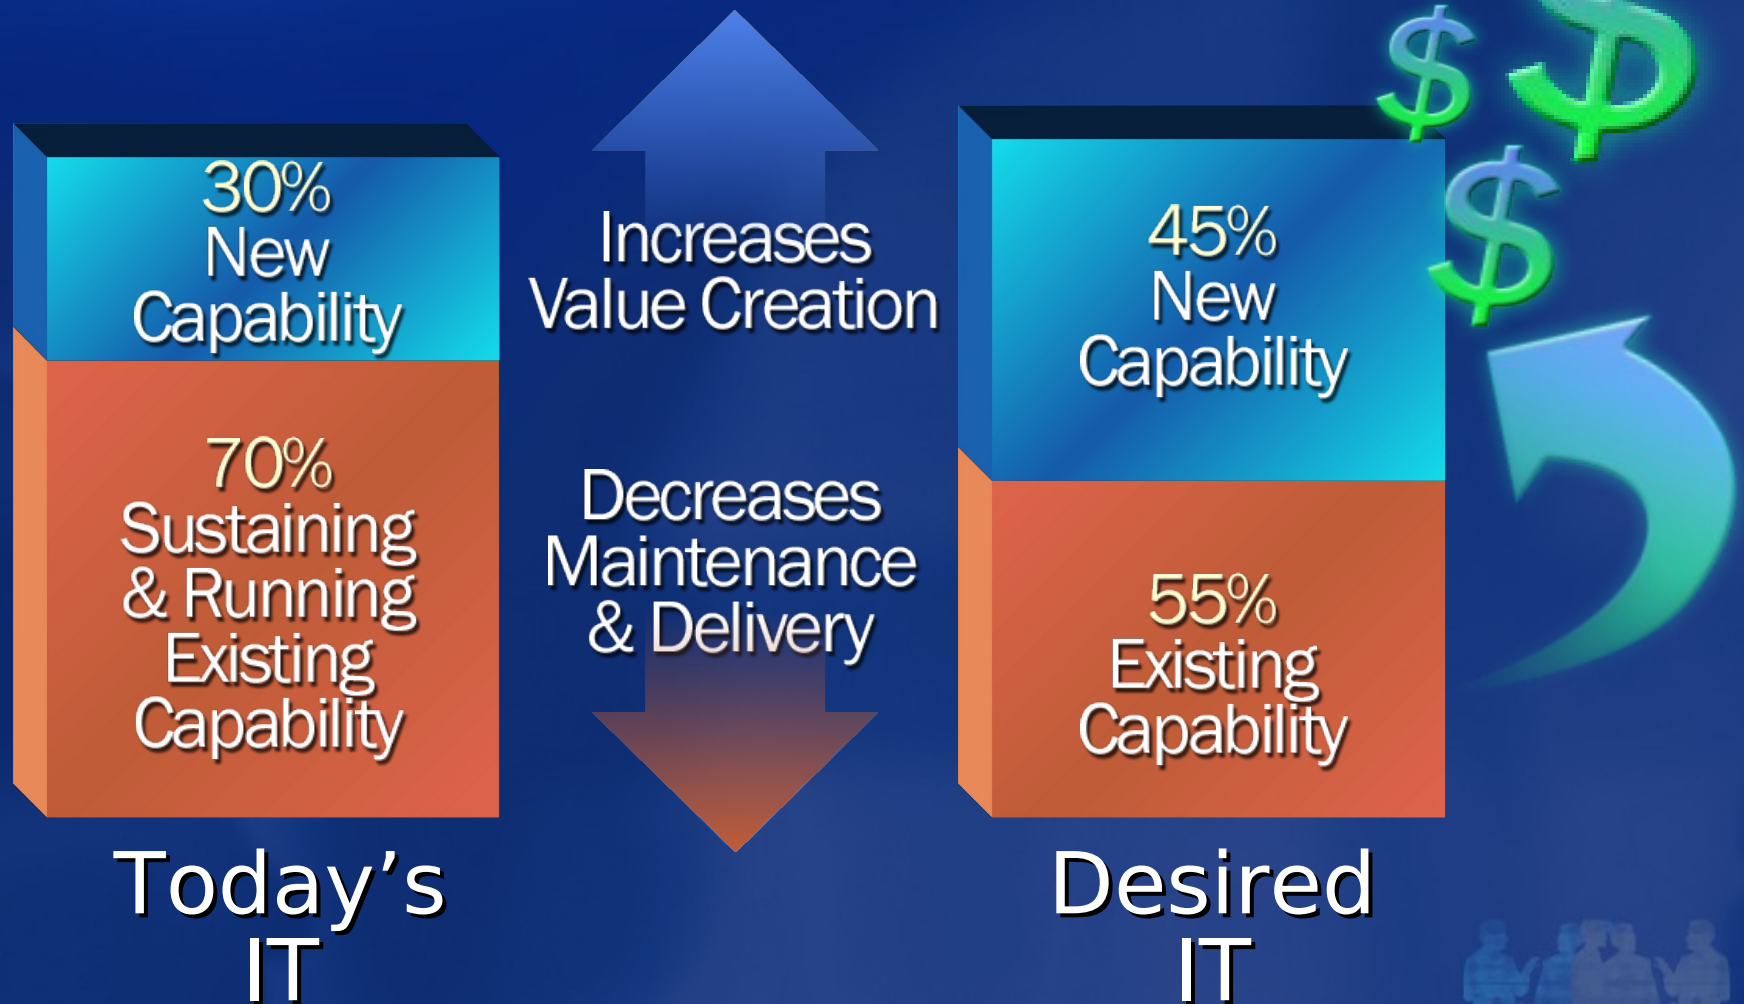 30%
New
Capability
70%
Sustaining
& Running
Existing
Capability
Today’s
IT
Increases
Value Creation
Decreases
Maintenance
& Delivery
45%
New
Capability
55%
Existing
Capability
Desired
IT
$
$
$